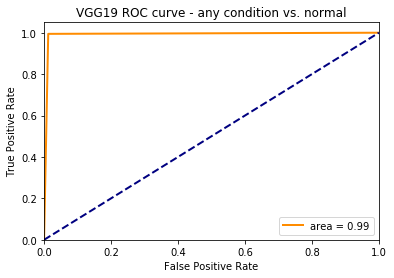 VGG19 ROC curve - any condition vs. normal
True Positive Rate
1.0
0.8
0.6
0.4
0.2
0.0
area = 0.99
0.0 0.2 0.4 0.6 0.8 1.0
False Positive Rate